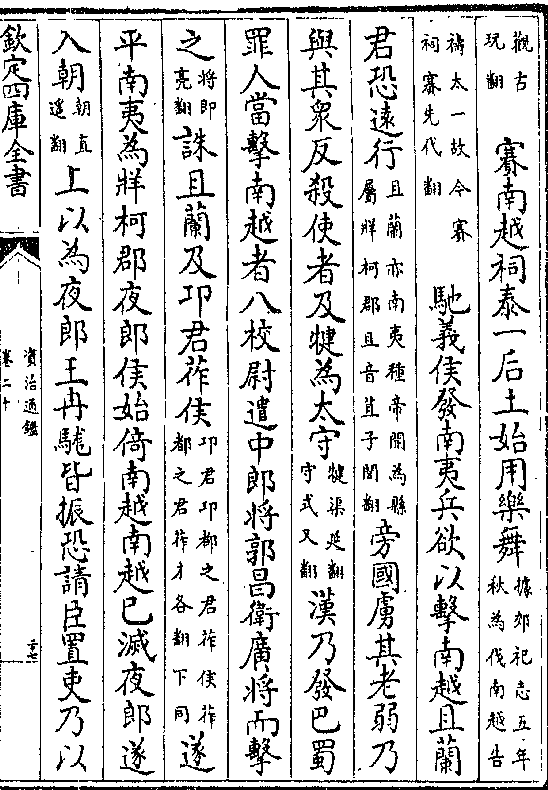 觀古玩翻賽南越祠泰一后土始用樂舞據郊祀志五年秋為伐南越告
禱太一故今賽祠賽先代翻馳義侯發南夷兵欲以擊南越且蘭
君恐遠行且蘭亦南夷種帝開為縣屬牂柯郡且音苴子閭翻旁國虜其老弱乃
與其衆反殺使者及犍為太守犍渠延翻守式又翻漢乃發巴蜀
罪人當擊南越者八校尉遣中郎將郭昌衛廣將而擊
之將即亮翻誅且蘭及邛君莋侯邛君邛都之君莋侯莋都之君莋才各翻下同遂
平南夷為牂柯郡夜郎侯始倚南越南越已滅夜郎遂
入朝朝直遥翻上以為夜郎王冉駹皆振恐請臣置吏乃以
欽定四庫全書
資治通鑑
卷二十